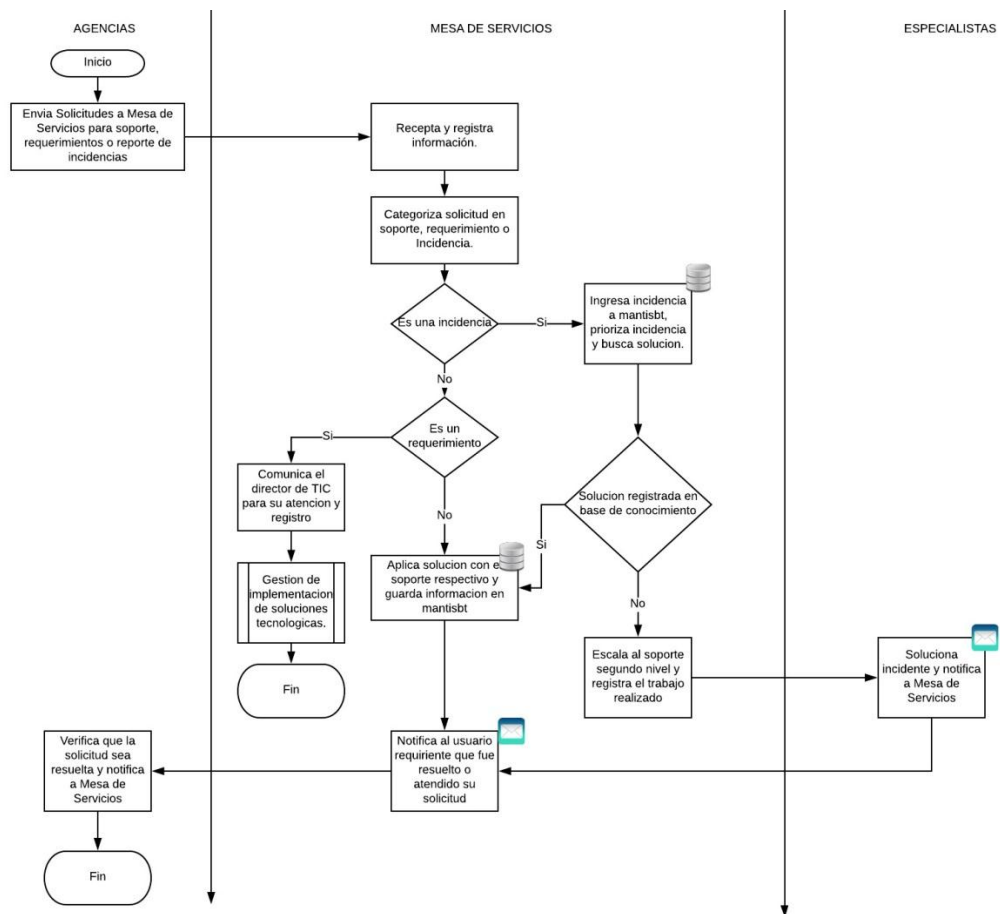 AGENCIAS
MESA DE SERVICIOS
ESPECIALISTAS
Inicio
Envia Solicitudes a Mesa de
Servicios para soporte,
requerimientos o reporte de
incidencias
Recepta y registra
información.
Categoriza solicitud en
soporte, requerimiento o
Incidencia.
Es una incidencia
Si
Ingresa incidencia
a mantisbt,
prioriza incidencia
y busca solucion.
No
Es un
requerimiento
Si
Comunica el
director de TIC
para su atencion y
registro
No
Solucion registrada en
base de conocimiento
Si
Gestion de
implementacion
de soluciones
tecnologicas.
Aplica solucion con e
soporte respectivo y
guarda informacion en
mantisbt
No
Fin
Escala al soporte
segundo nivel y
registra el trabajo
realizado
Soluciona
incidente y notifica
a Mesa de
Servicios
Verifica que la
solicitud sea
resuelta y notifica
a Mesa de
Servicios
Notifica al usuario
requiriente que fue
resuelto o
atendido su
solicitud
Fin